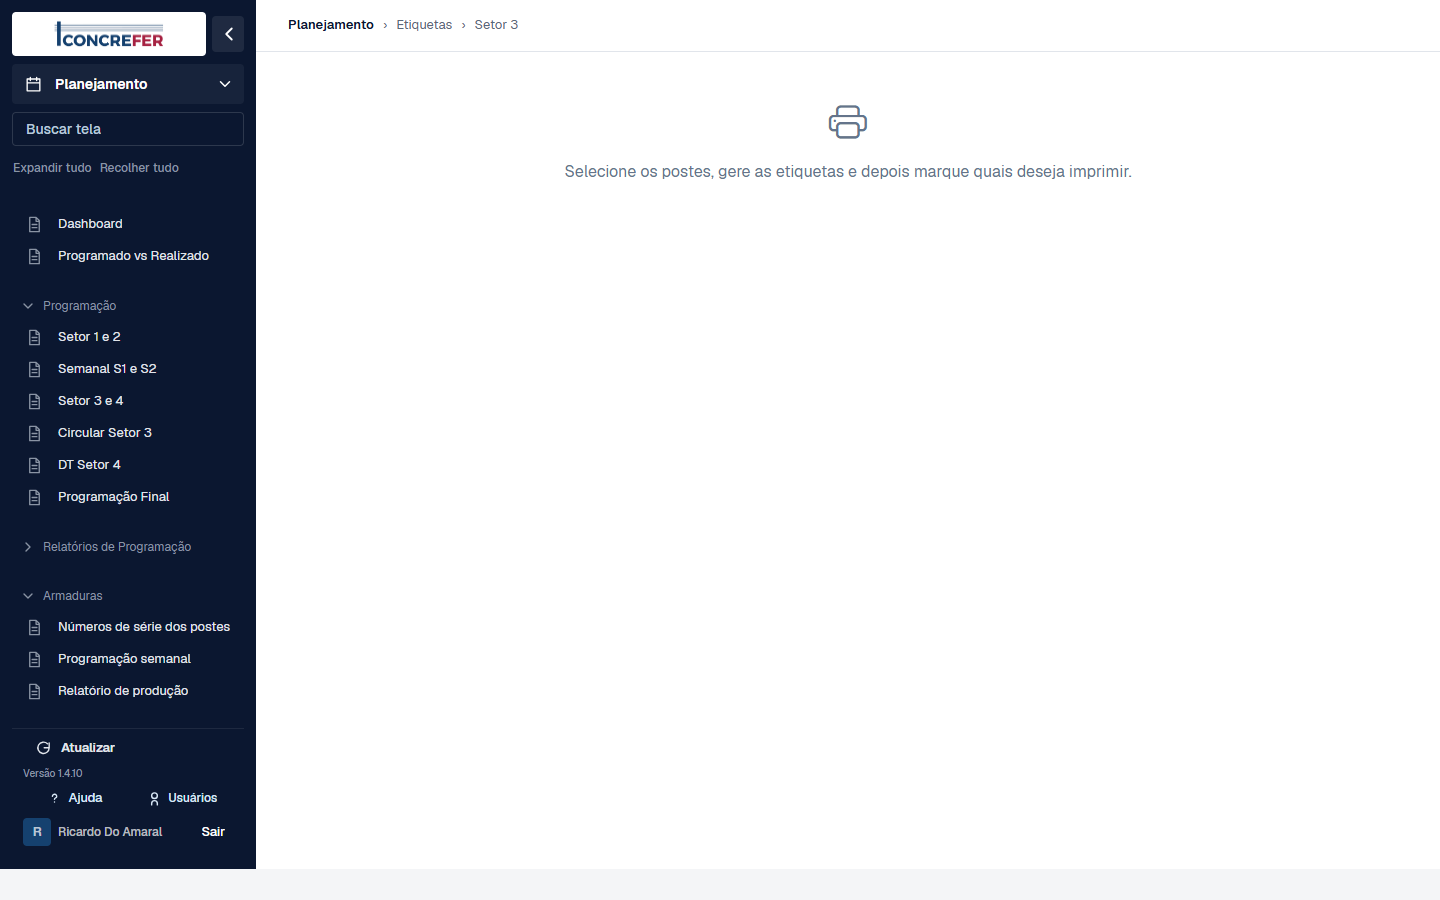 CONCREFER
Planejamento
Buscar tela
Expandir tudo Recolher tudo
Dashboard
Programado vs Realizado
Programação
Setor 1 e 2
Semanal S1 e S2
Setor 3 e 4
Circular Setor 3
DT Setor 4
Programação Final
Relatórios de Programação
Armaduras
Números de série dos postes
Programação semanal
Relatório de produção
Atualizar
Versão 1.4.10
? Ajuda Usuários
R Ricardo Do Amaral Sair
Planejamento › Etiquetas › Setor 3
Selecione os postes, gere as etiquetas e depois marque quais deseja imprimir.